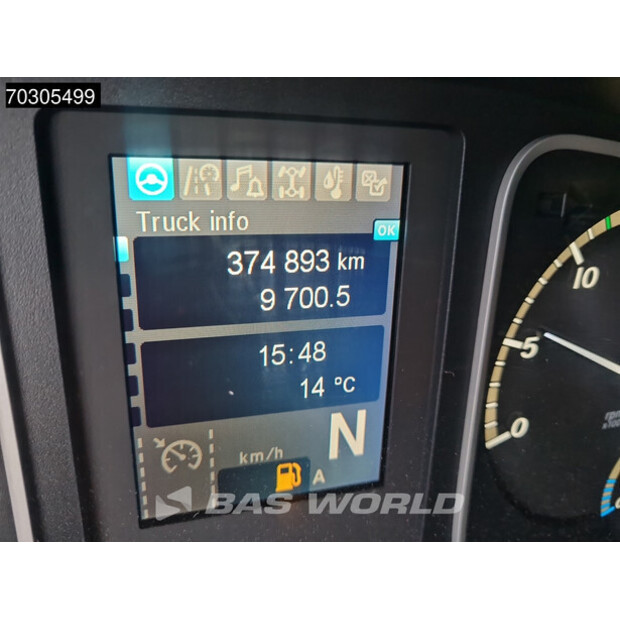 70305499
Truck info
OK
374 893 km
9 700.5
15:48
14 °C
N
km/h
A
10
5
0
BAS WORLD